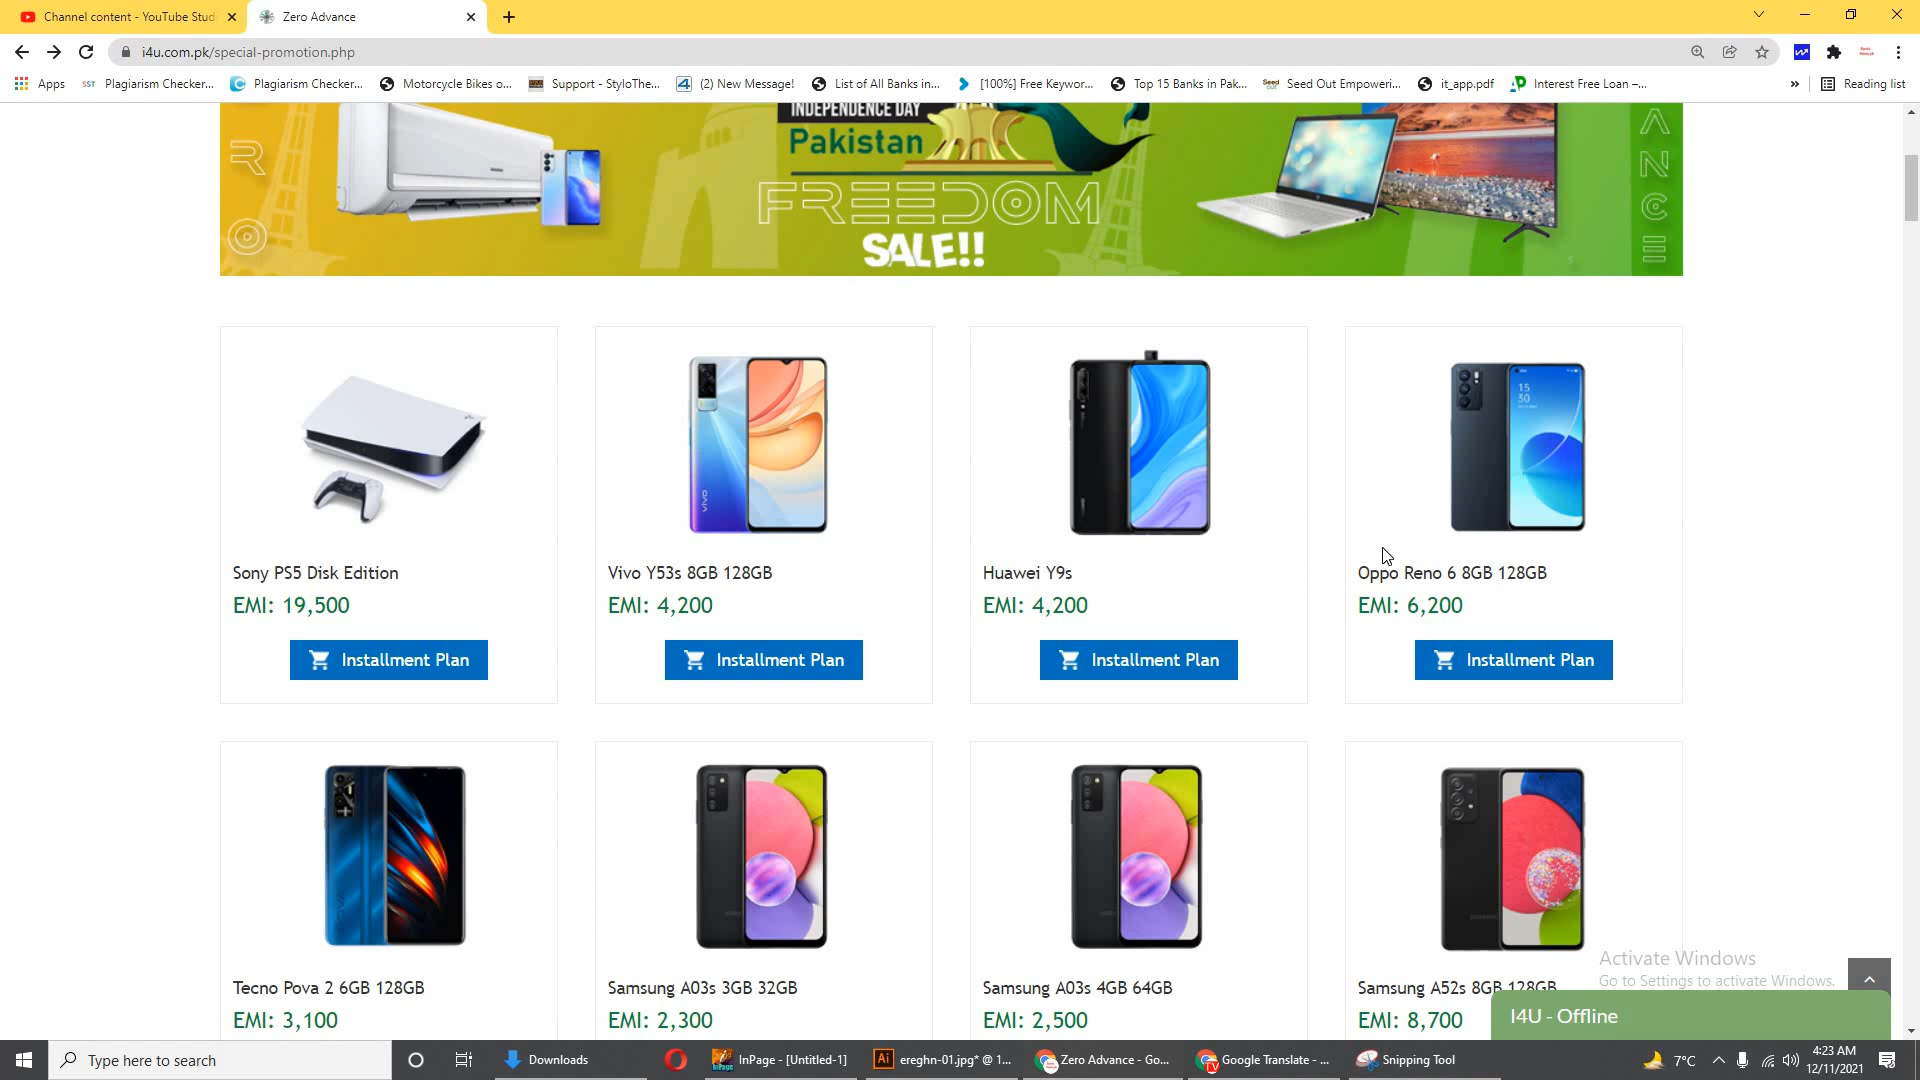 Channel content - YouTube Stud
Zero Advance
i4u.com.pk/special-promotion.php
Apps
SST Plagiarism Checker...
Plagiarism Checker...
Motorcycle Bikes o...
Support - StyloThe...
(2) New Message!
List of All Banks in...
[100%] Free Keywor...
Top 15 Banks in Pak...
Seed Out Empoweri...
it_app.pdf
Interest Free Loan –...
»
Reading list
INDEPENDENCE DAY
Pakistan
FREEDOM
SALE!!
R
O
A
N
C
E
Sony PS5 Disk Edition
EMI: 19,500
Installment Plan
Vivo Y53s 8GB 128GB
EMI: 4,200
Installment Plan
Huawei Y9s
EMI: 4,200
Installment Plan
Oppo Reno 6 8GB 128GB
EMI: 6,200
Installment Plan
15
30
vivo
Tecno Pova 2 6GB 128GB
EMI: 3,100
Samsung A03s 3GB 32GB
EMI: 2,300
Samsung A03s 4GB 64GB
EMI: 2,500
Samsung A52s 8GB 128GB
EMI: 8,700
Activate Windows
Go to Settings to activate Windows.
I4U - Offline
Type here to search
Downloads
InPage - [Untitled-1]
Ai ereghn-01.jpg* @ 1...
Zero Advance - Go...
Google Translate - ...
Snipping Tool
7°C
4:23 AM
12/11/2021